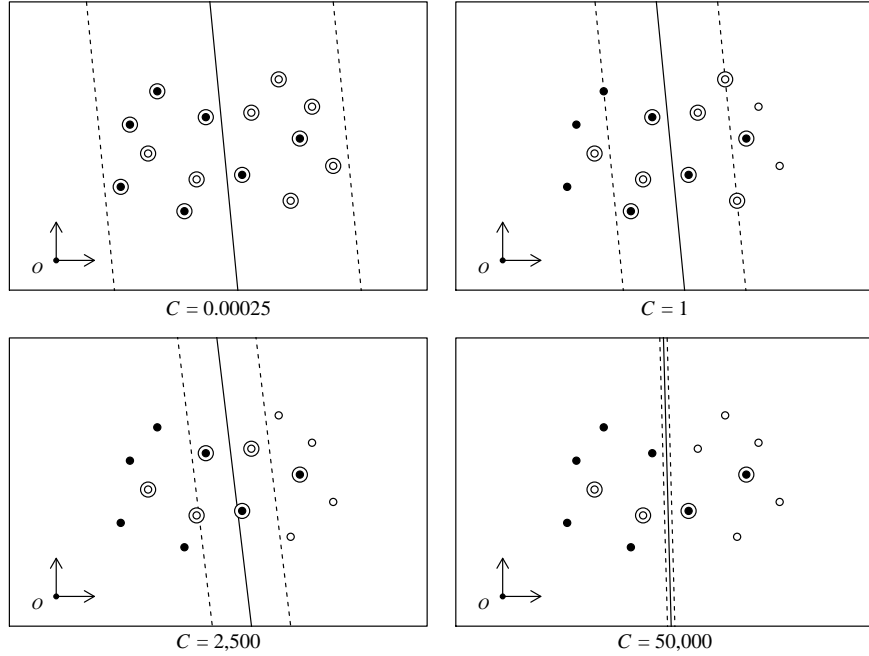 O
O
C = 0.00025
C = 1
O
O
C = 2,500
C = 50,000